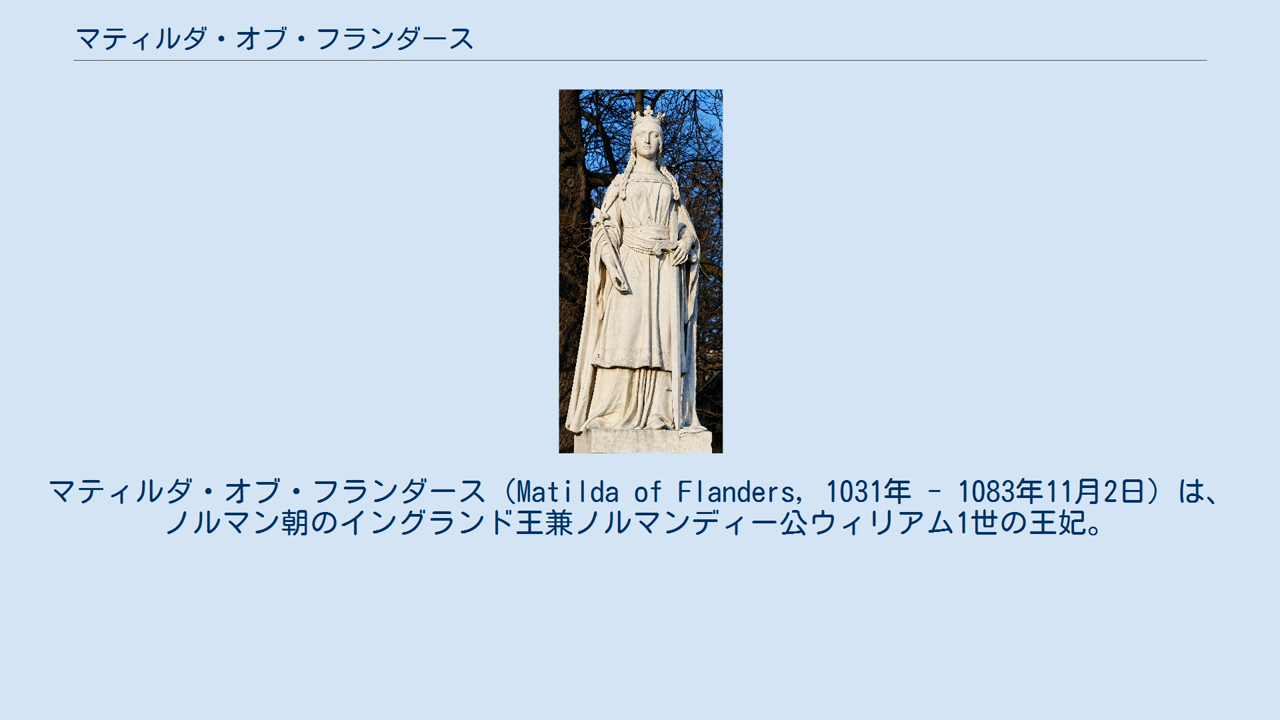 マティルダ・オブ・フランダース
マティルダ・オブ・フランダース（Matilda of Flanders, 1031年 - 1083年11月2日）は、
ノルマン朝のイングランド王兼ノルマンディー公ウィリアム1世の王妃。